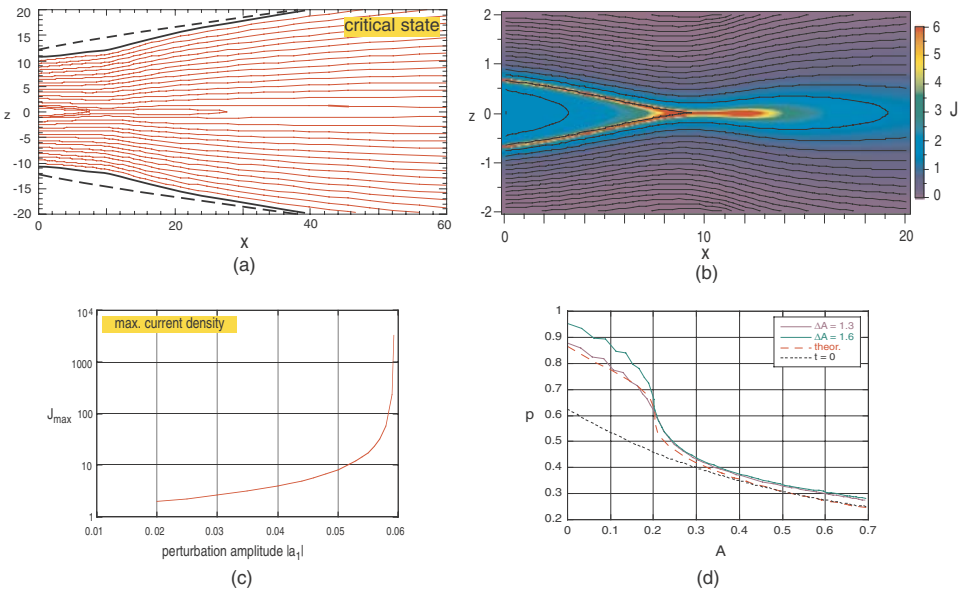 critical state
20
15
10
5
z
0
-5
-10
-15
-20
0
20
40
60
x
(a)
2
1
z
0
-1
-2
0
10
20
x
6
5
4
3
2
1
0
J
(b)
max. current density
10^4
1000
J_max
100
10
1
0.01
0.02
0.03
0.04
0.05
0.06
perturbation amplitude |a_1|
(c)
ΔA = 1.3
ΔA = 1.6
theor.
t = 0
1
0.9
0.8
0.7
p
0.6
0.5
0.4
0.3
0.2
0
0.1
0.2
0.3
0.4
0.5
0.6
0.7
A
(d)